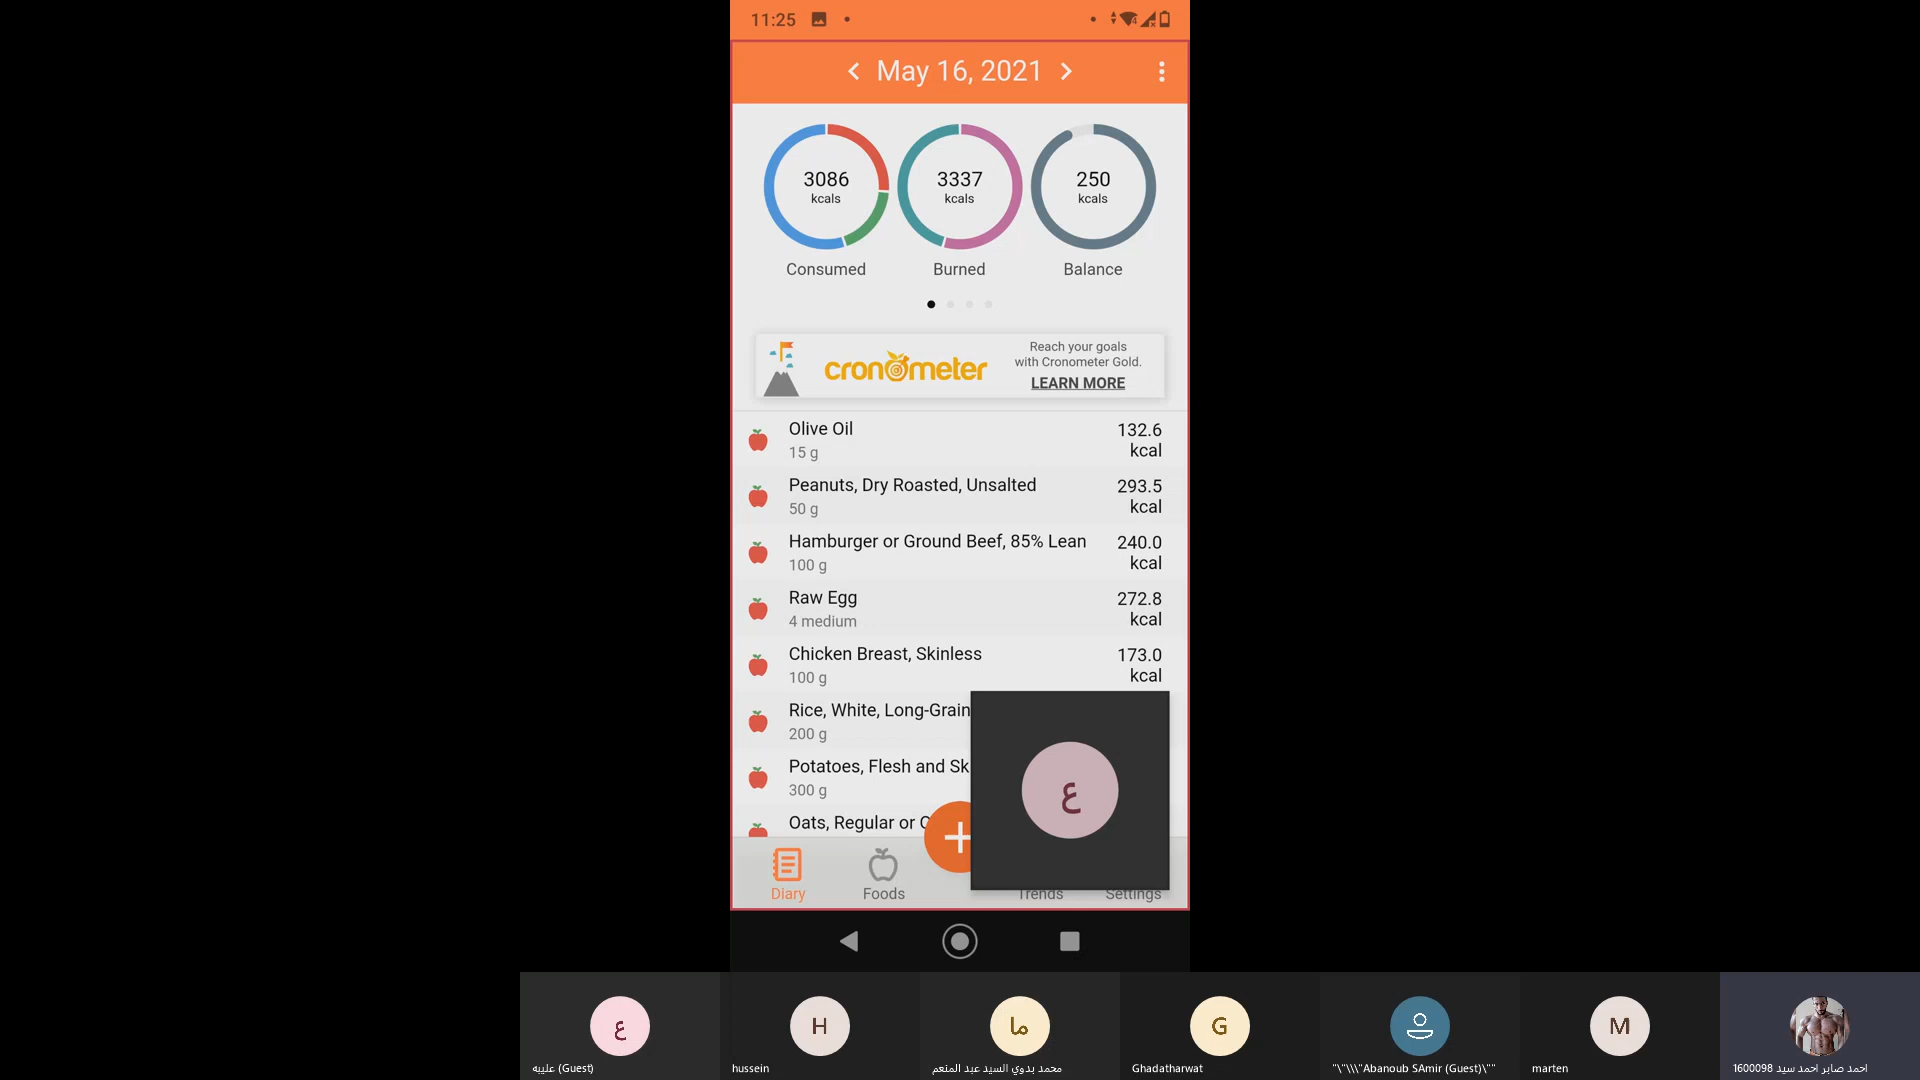 11:25
May 16, 2021
3086
kcals
3337
kcals
250
kcals
Consumed
Burned
Balance
cronometer
Reach your goals
with Cronometer Gold.
LEARN MORE
Olive Oil
15 g
132.6
kcal
Peanuts, Dry Roasted, Unsalted
50 g
293.5
kcal
Hamburger or Ground Beef, 85% Lean
100 g
240.0
kcal
Raw Egg
4 medium
272.8
kcal
Chicken Breast, Skinless
100 g
173.0
kcal
Rice, White, Long-Grain
200 g
Potatoes, Flesh and Sk
300 g
Oats, Regular or
ع
Diary
Foods
Trends
Settings
ع
H
ما
G
M
علييه (Guest)
hussein
محمد بدوي السيد عبد المنعم
Ghadatharwat
"\"\\\"Abanoub SAmir (Guest)\""
marten
احمد صابر احمد سيد 1600098